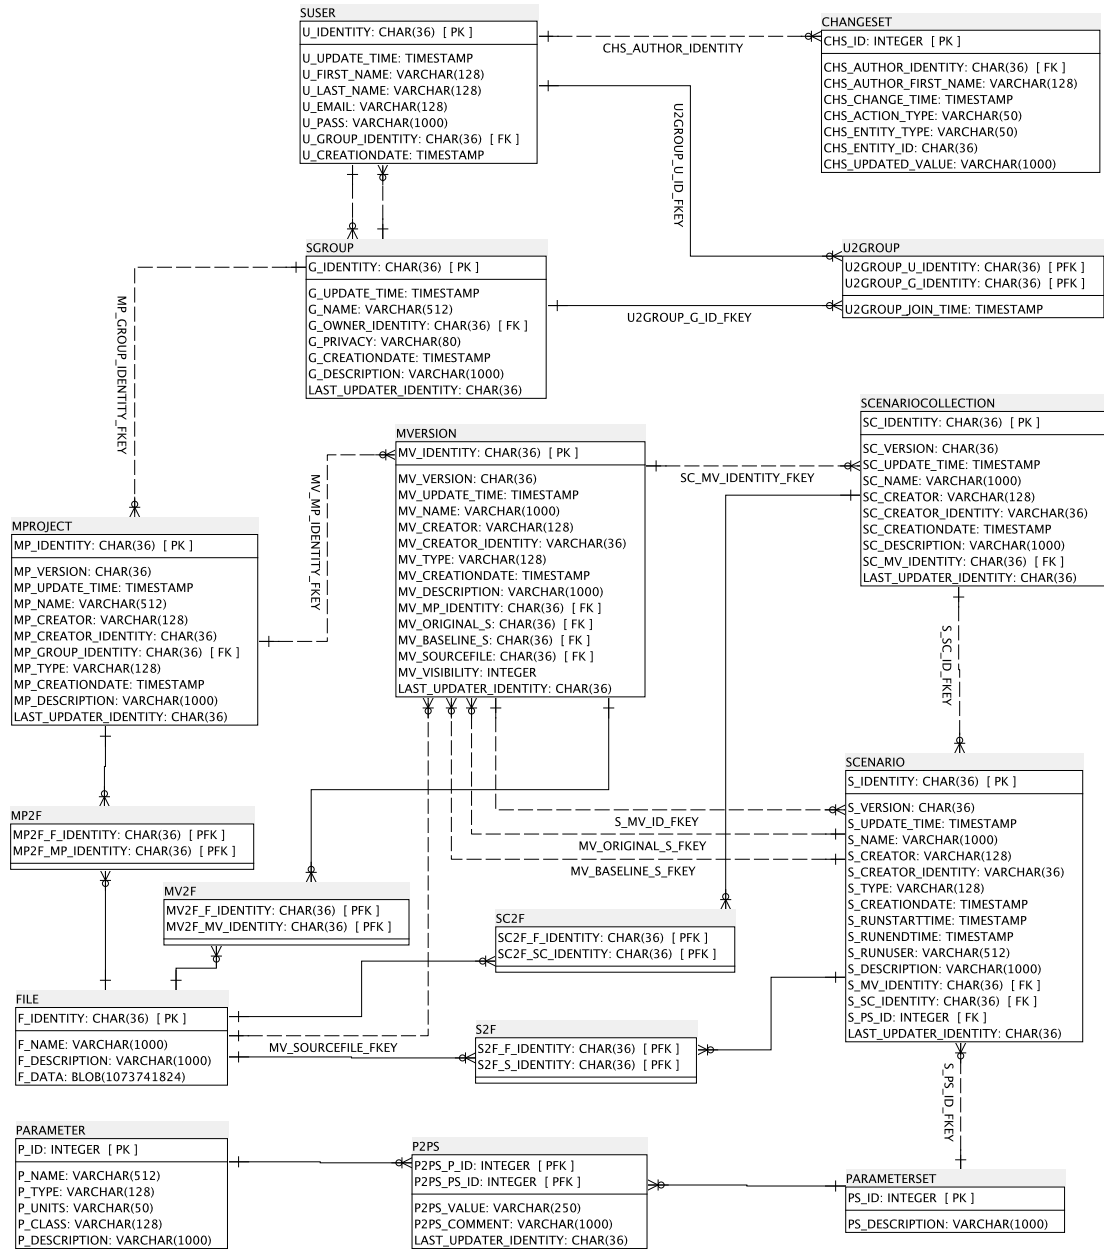 SUSER
U_IDENTITY: CHAR(36) [ PK ]
U_UPDATE_TIME: TIMESTAMP
U_FIRST_NAME: VARCHAR(128)
U_LAST_NAME: VARCHAR(128)
U_EMAIL: VARCHAR(128)
U_PASS: VARCHAR(1000)
U_GROUP_IDENTITY: CHAR(36) [ FK ]
U_CREATIONDATE: TIMESTAMP
CHS_AUTHOR_IDENTITY
CHANGESET
CHS_ID: INTEGER [ PK ]
CHS_AUTHOR_IDENTITY: CHAR(36) [ FK ]
CHS_AUTHOR_FIRST_NAME: VARCHAR(128)
CHS_CHANGE_TIME: TIMESTAMP
CHS_ACTION_TYPE: VARCHAR(50)
CHS_ENTITY_TYPE: VARCHAR(50)
CHS_ENTITY_ID: CHAR(36)
CHS_UPDATED_VALUE: VARCHAR(1000)
U2GROUP_U_ID_FKEY
SGROUP
G_IDENTITY: CHAR(36) [ PK ]
G_UPDATE_TIME: TIMESTAMP
G_NAME: VARCHAR(512)
G_OWNER_IDENTITY: CHAR(36) [ FK ]
G_PRIVACY: VARCHAR(80)
G_CREATIONDATE: TIMESTAMP
G_DESCRIPTION: VARCHAR(1000)
LAST_UPDATER_IDENTITY: CHAR(36)
U2GROUP_G_ID_FKEY
U2GROUP
U2GROUP_U_IDENTITY: CHAR(36) [ PFK ]
U2GROUP_G_IDENTITY: CHAR(36) [ PFK ]
U2GROUP_JOIN_TIME: TIMESTAMP
MP_GROUP_IDENTITY_FKEY
MVERSION
MV_IDENTITY: CHAR(36) [ PK ]
MV_VERSION: CHAR(36)
MV_UPDATE_TIME: TIMESTAMP
MV_NAME: VARCHAR(1000)
MV_CREATOR: VARCHAR(128)
MV_CREATOR_IDENTITY: VARCHAR(36)
MV_TYPE: VARCHAR(128)
MV_CREATIONDATE: TIMESTAMP
MV_DESCRIPTION: VARCHAR(1000)
MV_MP_IDENTITY: CHAR(36) [ FK ]
MV_ORIGINAL_S: CHAR(36) [ FK ]
MV_BASELINE_S: CHAR(36) [ FK ]
MV_SOURCEFILE: CHAR(36) [ FK ]
MV_VISIBILITY: INTEGER
LAST_UPDATER_IDENTITY: CHAR(36)
MV_MP_IDENTITY_FKEY
SC_MV_IDENTITY_FKEY
SCENARIOCOLLECTION
SC_IDENTITY: CHAR(36) [ PK ]
SC_VERSION: CHAR(36)
SC_UPDATE_TIME: TIMESTAMP
SC_NAME: VARCHAR(1000)
SC_CREATOR: VARCHAR(128)
SC_CREATOR_IDENTITY: VARCHAR(36)
SC_CREATIONDATE: TIMESTAMP
SC_DESCRIPTION: VARCHAR(1000)
SC_MV_IDENTITY: CHAR(36) [ FK ]
LAST_UPDATER_IDENTITY: CHAR(36)
MPROJECT
MP_IDENTITY: CHAR(36) [ PK ]
MP_VERSION: CHAR(36)
MP_UPDATE_TIME: TIMESTAMP
MP_NAME: VARCHAR(512)
MP_CREATOR: VARCHAR(128)
MP_CREATOR_IDENTITY: CHAR(36)
MP_GROUP_IDENTITY: CHAR(36) [ FK ]
MP_TYPE: VARCHAR(128)
MP_CREATIONDATE: TIMESTAMP
MP_DESCRIPTION: VARCHAR(1000)
LAST_UPDATER_IDENTITY: CHAR(36)
S_SC_ID_FKEY
SCENARIO
S_IDENTITY: CHAR(36) [ PK ]
S_VERSION: CHAR(36)
S_UPDATE_TIME: TIMESTAMP
S_NAME: VARCHAR(1000)
S_CREATOR: VARCHAR(128)
S_CREATOR_IDENTITY: VARCHAR(36)
S_TYPE: VARCHAR(128)
S_CREATIONDATE: TIMESTAMP
S_RUNSTARTTIME: TIMESTAMP
S_RUNENDTIME: TIMESTAMP
S_RUNUSER: VARCHAR(512)
S_DESCRIPTION: VARCHAR(1000)
S_MV_IDENTITY: CHAR(36) [ FK ]
S_SC_IDENTITY: CHAR(36) [ FK ]
S_PS_ID: INTEGER [ FK ]
LAST_UPDATER_IDENTITY: CHAR(36)
S_MV_ID_FKEY
MV_ORIGINAL_S_FKEY
MV_BASELINE_S_FKEY
MP2F
MP2F_F_IDENTITY: CHAR(36) [ PFK ]
MP2F_MP_IDENTITY: CHAR(36) [ PFK ]
MV2F
MV2F_F_IDENTITY: CHAR(36) [ PFK ]
MV2F_MV_IDENTITY: CHAR(36) [ PFK ]
SC2F
SC2F_F_IDENTITY: CHAR(36) [ PFK ]
SC2F_SC_IDENTITY: CHAR(36) [ PFK ]
FILE
F_IDENTITY: CHAR(36) [ PK ]
F_NAME: VARCHAR(1000)
F_DESCRIPTION: VARCHAR(1000)
F_DATA: BLOB(1073741824)
MV_SOURCEFILE_FKEY
S2F
S2F_F_IDENTITY: CHAR(36) [ PFK ]
S2F_S_IDENTITY: CHAR(36) [ PFK ]
S_PS_ID_FKEY
PARAMETER
P_ID: INTEGER [ PK ]
P_NAME: VARCHAR(512)
P_TYPE: VARCHAR(128)
P_UNITS: VARCHAR(50)
P_CLASS: VARCHAR(128)
P_DESCRIPTION: VARCHAR(1000)
P2PS
P2PS_P_ID: INTEGER [ PFK ]
P2PS_PS_ID: INTEGER [ PFK ]
P2PS_VALUE: VARCHAR(250)
P2PS_COMMENT: VARCHAR(1000)
LAST_UPDATER_IDENTITY: CHAR(36)
PARAMETERSET
PS_ID: INTEGER [ PK ]
PS_DESCRIPTION: VARCHAR(1000)